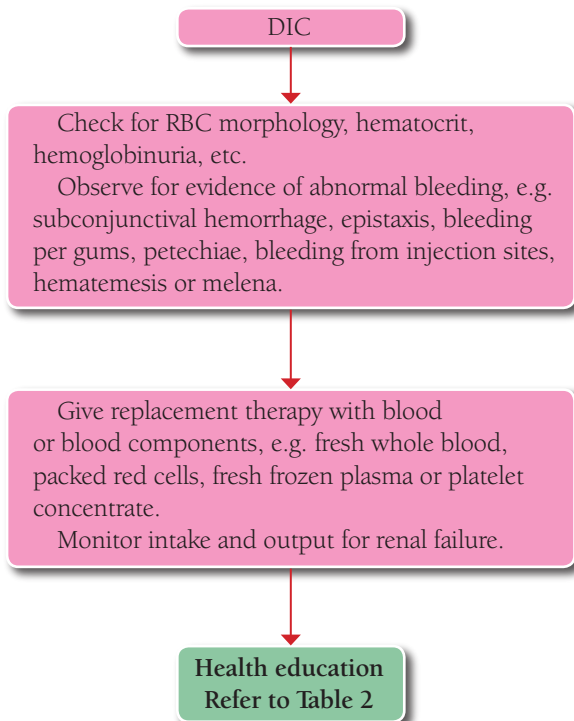 DIC
Check for RBC morphology, hematocrit,
hemoglobinuria, etc.
Observe for evidence of abnormal bleeding, e.g.
subconjunctival hemorrhage, epistaxis, bleeding
per gums, petechiae, bleeding from injection sites,
hematemesis or melena.
Give replacement therapy with blood
or blood components, e.g. fresh whole blood,
packed red cells, fresh frozen plasma or platelet
concentrate.
Monitor intake and output for renal failure.
Health education
Refer to Table 2